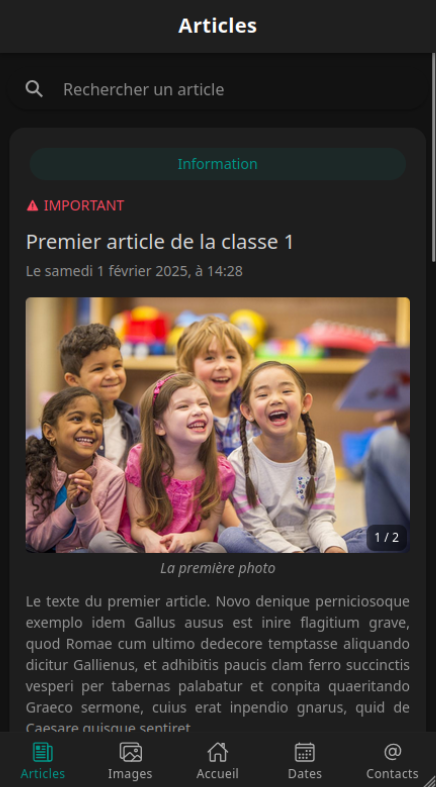 Articles
Rechercher un article
Information
IMPORTANT
Premier article de la classe 1
Le samedi 1 février 2025, à 14:28
1 / 2
La première photo
Le texte du premier article. Novo denique perniciosoque
exemplo idem Gallus ausus est inire flagitium grave,
quod Romae cum ultimo dedecore temptasse aliquando
dicitur Gallienus, et adhibitis paucis clam ferro succinctis
vesperi per tabernas palabatur et conpita quaeritando
Graeco sermone, cuius erat inpendio gnarus, quid de
Caesare quisque sentiret.
Articles
Images
Accueil
Dates
@
Contacts